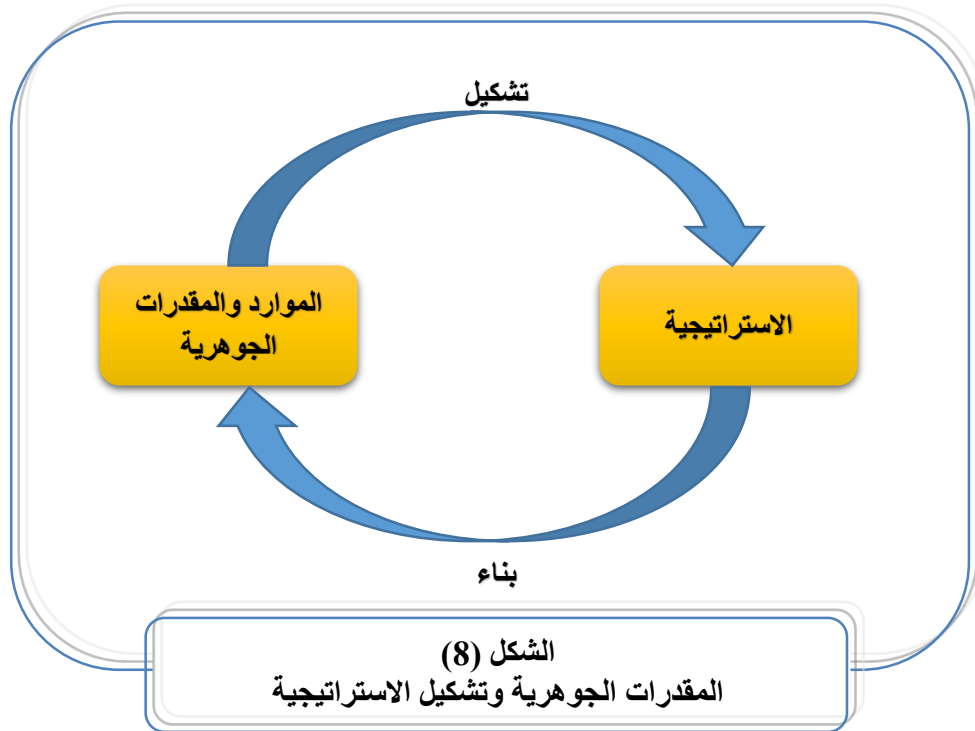 تشكيل
الموارد والمقدرات
الجوهرية
الاستراتيجية
بناء
الشكل (8)
المقدرات الجوهرية وتشكيل الاستراتيجية